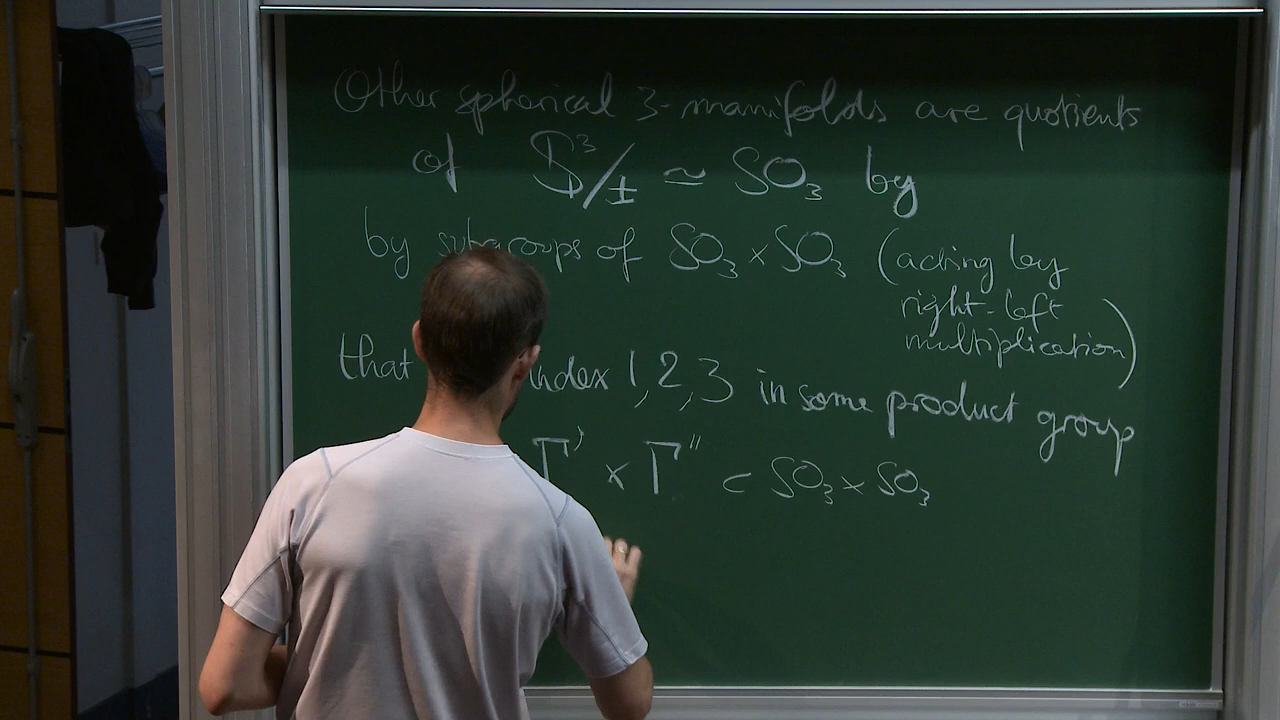 Other spherical 3-manifolds are quotients
of S³/± ≃ SO₃ by
by subgroups of SO₃ × SO₃ (acting by
right-left
multiplication)
that index 1, 2, 3 in some product group
Γ' × Γ'' < SO₃ × SO₃